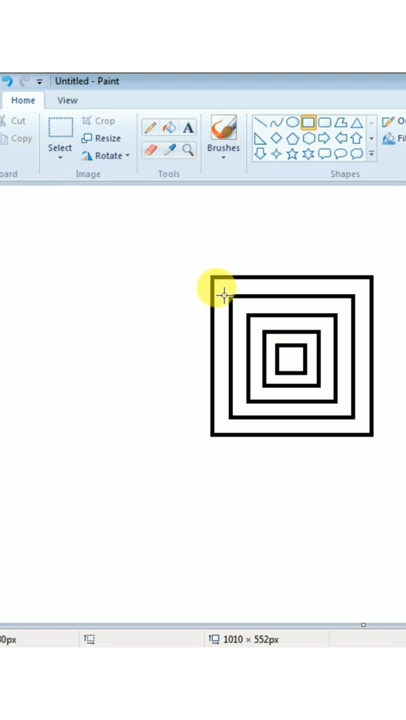 Untitled - Paint
Home View
Cut
Copy
Select
Crop
Resize
Rotate
A
Brushes
Image
Tools
Shapes
1010 × 552px